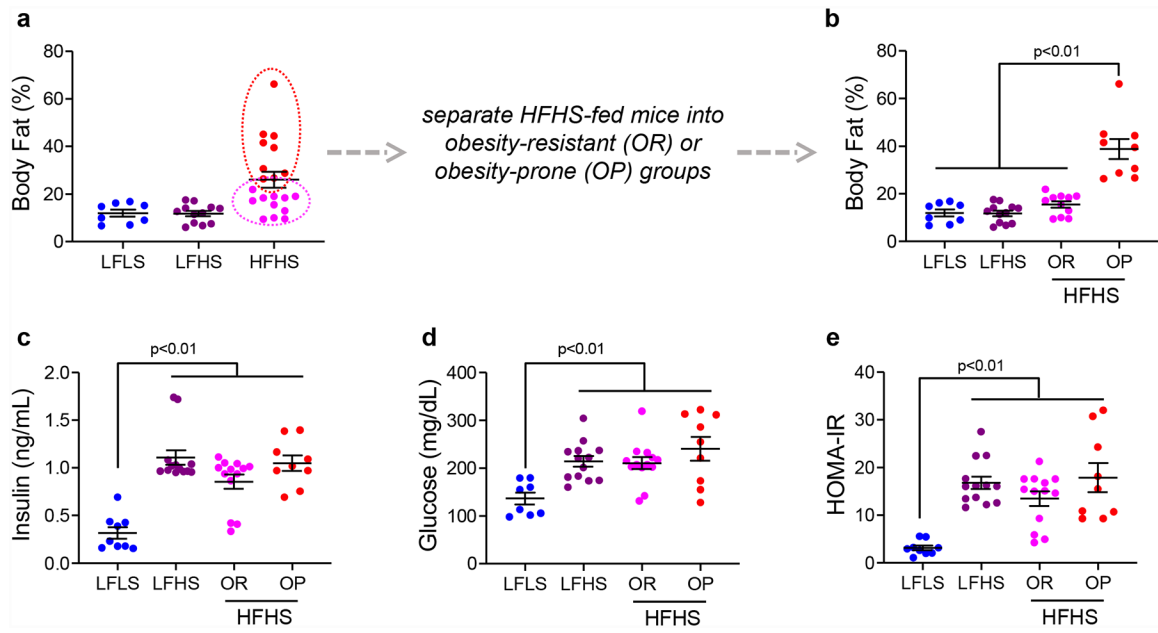 a
Body Fat (%)
80
60
40
20
0
LFLS LFHS HFHS
separate HFHS-fed mice into
obesity-resistant (OR) or
obesity-prone (OP) groups
b
Body Fat (%)
80
60
40
20
0
p<0.01
LFLS LFHS OR OP
HFHS
c
Insulin (ng/mL)
2.0
1.5
1.0
0.5
0.0
p<0.01
LFLS LFHS OR OP
HFHS
d
Glucose (mg/dL)
400
300
200
100
0
p<0.01
LFLS LFHS OR OP
HFHS
e
HOMA-IR
40
30
20
10
0
p<0.01
LFLS LFHS OR OP
HFHS